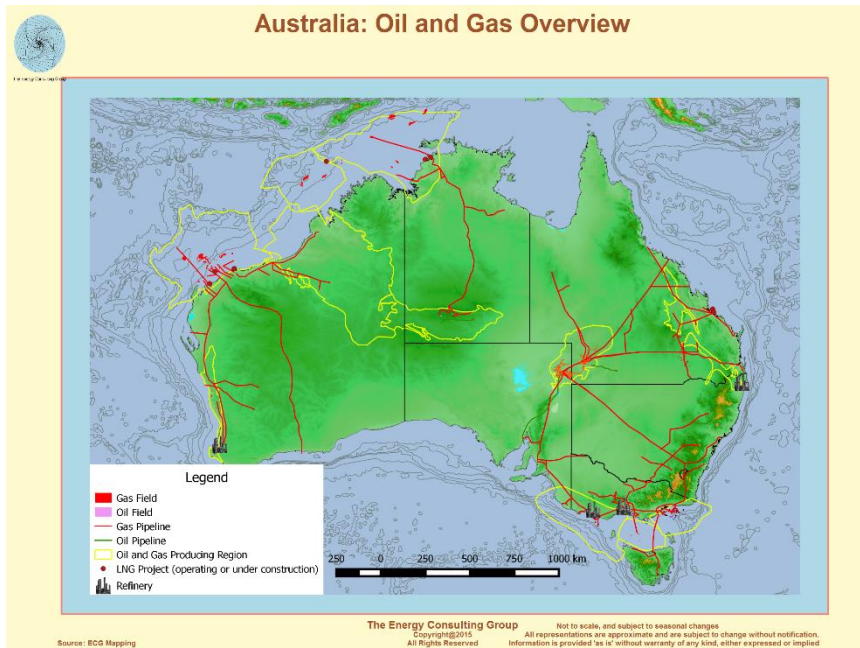 Australia: Oil and Gas Overview
The Energy Consulting Group
Legend
Gas Field
Oil Field
Gas Pipeline
Oil Pipeline
Oil and Gas Producing Region
LNG Project (operating or under construction)
Refinery
250 0 250 500 750 1000 km
The Energy Consulting Group
Copyright@2015
All Rights Reserved
Not to scale, and subject to seasonal changes
All representations are approximate and are subject to change without notification.
Information is provided 'as is' without warranty of any kind, either expressed or implied
Source: ECG Mapping